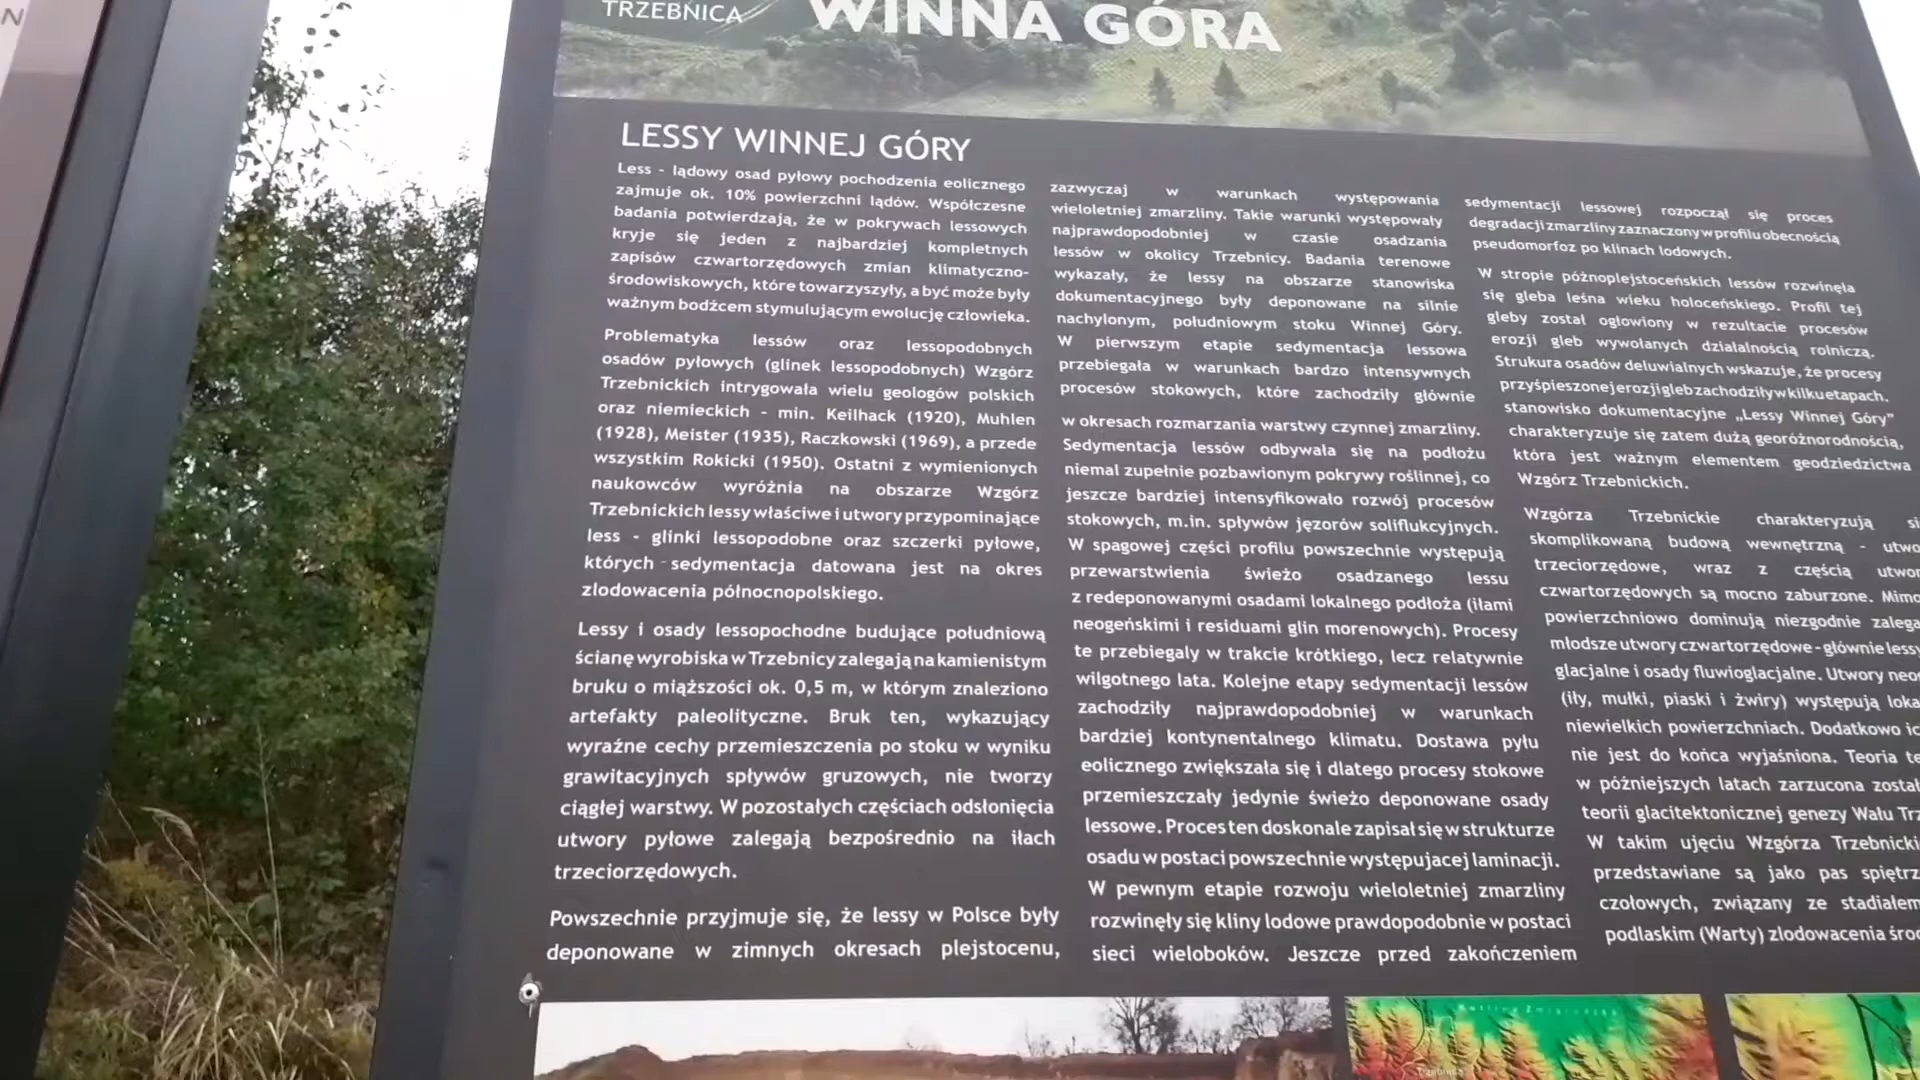 N
TRZEBNICA
WINNA GÓRA
LESSY WINNEJ GÓRY
Less - lądowy osad pyłowy pochodzenia eolicznego
zajmuje ok. 10% powierzchni lądów. Współczesne
badania potwierdzają, że w pokrywach lessowych
kryje się jeden z najbardziej kompletnych
zapisów czwartorzędowych zmian klimatyczno-
środowiskowych, które towarzyszyły, a być może były
ważnym bodźcem stymulującym ewolucję człowieka.
Problematyka lessów oraz lessopodobnych
osadów pyłowych (glinek lessopodobnych) Wzgórz
Trzebnickich intrygowała wielu geologów polskich
oraz niemieckich - min. Keilhack (1920), Muhlen
(1928), Meister (1935), Raczkowski (1969), a przede
wszystkim Rokicki (1950). Ostatni z wymienionych
naukowców wyróżnia na obszarze Wzgórz
Trzebnickich lessy właściwe i utwory przypominające
less - glinki lessopodobne oraz szczerki pyłowe,
których - sedymentacja datowana jest na okres
zlodowacenia północnopolskiego.
Lessy i osady lessopochodne budujące południową
ścianę wyrobiska w Trzebnicy zalegają na kamienistym
bruku o miąższości ok. 0,5 m, w którym znaleziono
artefakty paleolityczne. Bruk ten, wykazujący
wyraźne cechy przemieszczenia po stoku w wyniku
grawitacyjnych spływów gruzowych, nie tworzy
ciągłej warstwy. W pozostałych częściach odsłonięcia
utwory pyłowe zalegają bezpośrednio na iłach
trzeciorzędowych.
Powszechnie przyjmuje się, że lessy w Polsce były
deponowane w zimnych okresach plejstocenu,
zazwyczaj w warunkach występowania
wieloletniej zmarzliny. Takie warunki występowały
najprawdopodobniej w czasie osadzania
lessów w okolicy Trzebnicy. Badania terenowe
wykazały, że lessy na obszarze stanowiska
dokumentacyjnego były deponowane na silnie
nachylonym, południowym stoku Winnej Góry.
W pierwszym etapie sedymentacja lessowa
przebiegała w warunkach bardzo intensywnych
procesów stokowych, które zachodziły głównie
w okresach rozmarzania warstwy czynnej zmarzliny.
Sedymentacja lessów odbywała się na podłożu
niemal zupełnie pozbawionym pokrywy roślinnej, co
jeszcze bardziej intensyfikowało rozwój procesów
stokowych, m.in. spływów jęzorów soliflukcyjnych.
W spagowej części profilu powszechnie występują
przewarstwienia świeżo osadzanego lessu
z redeponowanymi osadami lokalnego podłoża (iłami
neogeńskimi i residuami glin morenowych). Procesy
te przebiegaly w trakcie krótkiego, lecz relatywnie
wilgotnego lata. Kolejne etapy sedymentacji lessów
zachodziły najprawdopodobniej w warunkach
bardziej kontynentalnego klimatu. Dostawa pyłu
eolicznego zwiększała się i dlatego procesy stokowe
przemieszczały jedynie świeżo deponowane osady
lessowe. Proces ten doskonale zapisał się w strukturze
osadu w postaci powszechnie występujacej laminacji.
W pewnym etapie rozwoju wieloletniej zmarzliny
rozwinęły się kliny lodowe prawdopodobnie w postaci
sieci wieloboków. Jeszcze przed zakończeniem
sedymentacji lessowej rozpoczął się proces
degradacji zmarzliny zaznaczony w profilu obecnością
pseudomorfoz po klinach lodowych.
W stropie późnoplejstoceńskich lessów rozwinęła
się gleba leśna wieku holoceńskiego. Profil tej
gleby został ogłowiony w rezultacie procesów
erozji gleb wywołanych działalnością rolniczą.
Strukura osadów deluwialnych wskazuje, że procesy
przyśpieszonej erozji gleb zachodziły w kilku etapach.
stanowisko dokumentacyjne „Lessy Winnej Góry”
charakteryzuje się zatem dużą georóżnorodnością,
która jest ważnym elementem geodziedzictwa
Wzgórz Trzebnickich.
Wzgórza Trzebnickie charakteryzują si
skomplikowaną budową wewnętrzną - utwo
trzeciorzędowe, wraz z częścią utwor
czwartorzędowych są mocno zaburzone. Mimo
powierzchniowo dominują niezgodnie zalega
młodsze utwory czwartorzędowe - głównie lessy
glacjalne i osady fluwioglacjalne. Utwory neo
(iły, mułki, piaski i żwiry) występują loka
niewielkich powierzchniach. Dodatkowo ic
nie jest do końca wyjaśniona. Teoria te
w późniejszych latach zarzucona został
teorii glacitektonicznej genezy Wału Trz
W takim ujęciu Wzgórza Trzebnicki
przedstawiane są jako pas spiętrz
czołowych, związany ze stadiałem
podlaskim (Warty) zlodowacenia śro
Kotlina Żmigrodzka
Trzebnica